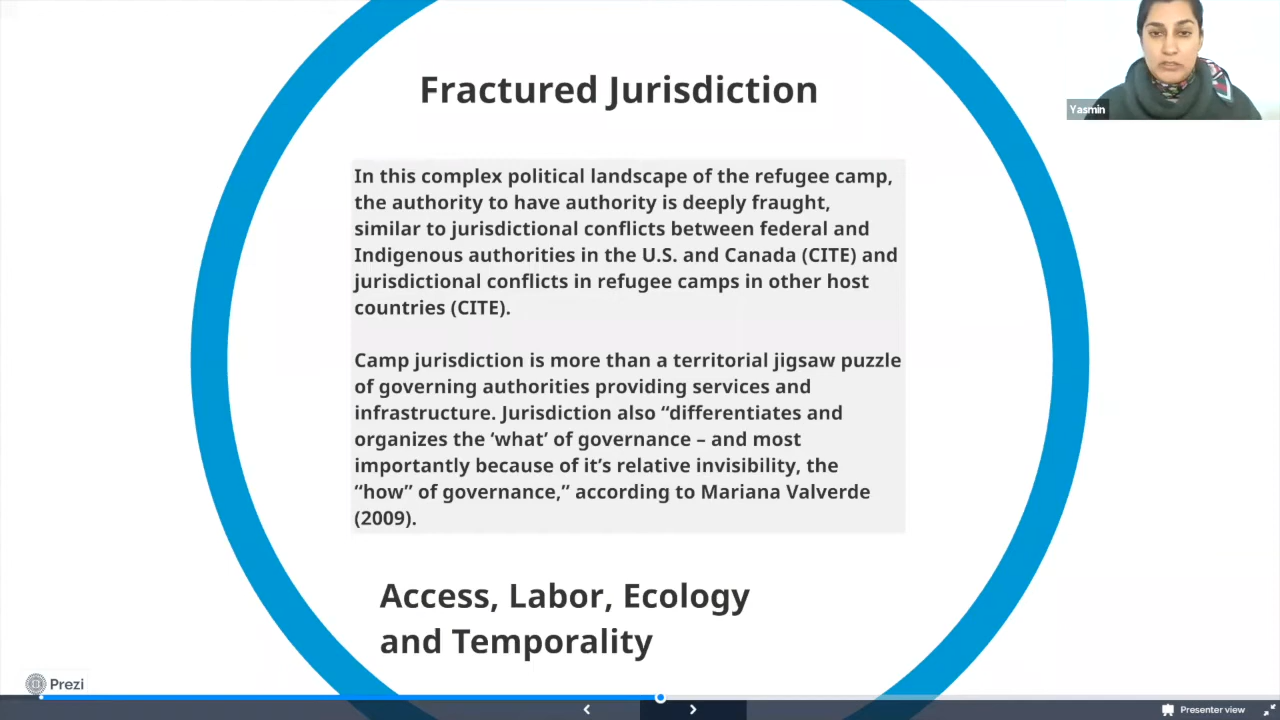 Fractured Jurisdiction
Yasmin
In this complex political landscape of the refugee camp,
the authority to have authority is deeply fraught,
similar to jurisdictional conflicts between federal and
Indigenous authorities in the U.S. and Canada (CITE) and
jurisdictional conflicts in refugee camps in other host
countries (CITE).
Camp jurisdiction is more than a territorial jigsaw puzzle
of governing authorities providing services and
infrastructure. Jurisdiction also “differentiates and
organizes the ‘what’ of governance – and most
importantly because of it’s relative invisibility, the
“how” of governance,” according to Mariana Valverde
(2009).
Access, Labor, Ecology
and Temporality
Prezi
Presenter view